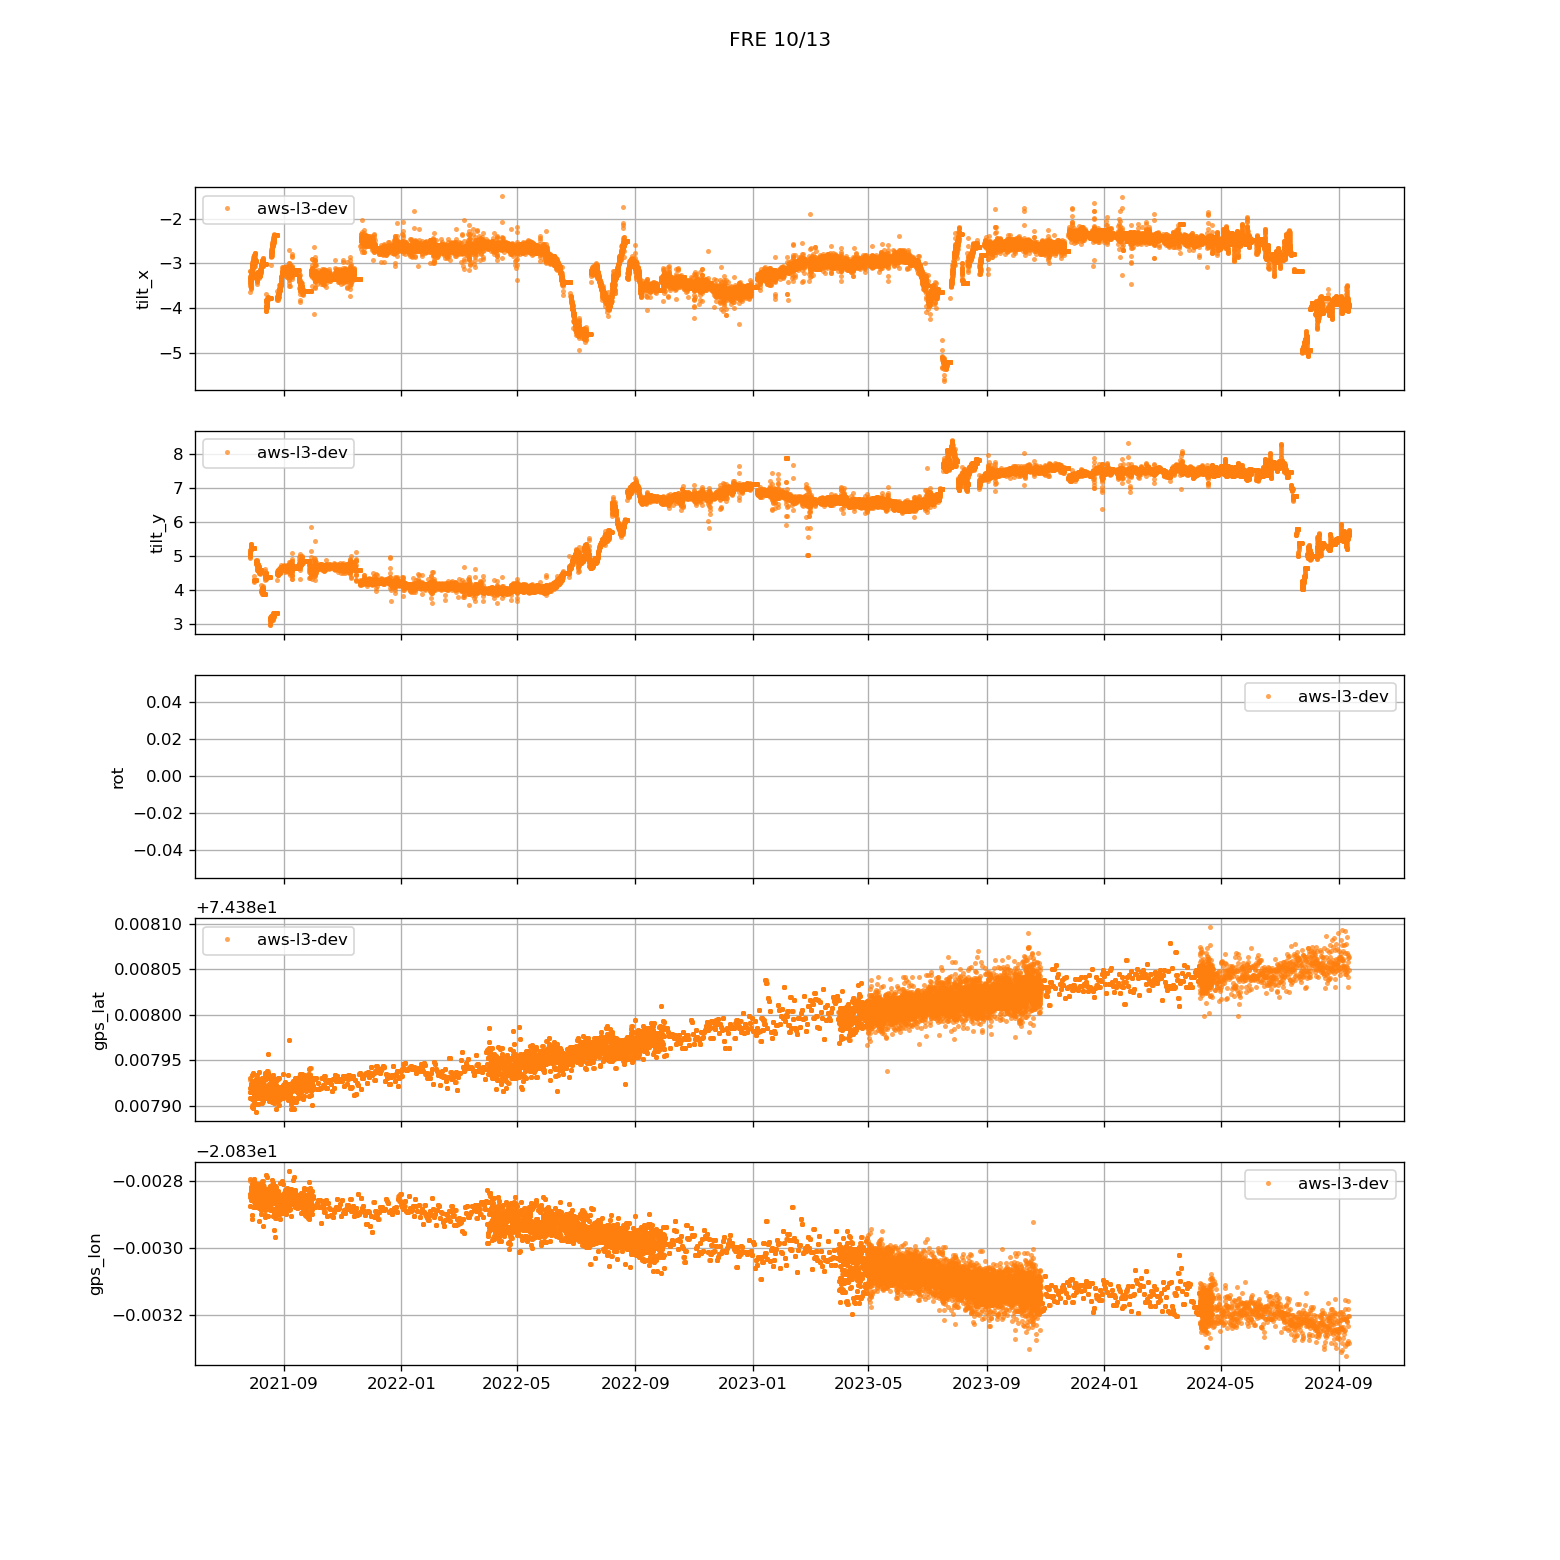 FRE 10/13
aws-l3-dev
−2
−3
−4
−5
tilt_x
aws-l3-dev
8
7
6
5
4
3
tilt_y
aws-l3-dev
0.04
0.02
0.00
−0.02
−0.04
rot
+7.438e1
aws-l3-dev
0.00810
0.00805
0.00800
0.00795
0.00790
gps_lat
−2.083e1
aws-l3-dev
−0.0028
−0.0030
−0.0032
gps_lon
2021-09 2022-01 2022-05 2022-09 2023-01 2023-05 2023-09 2024-01 2024-05 2024-09